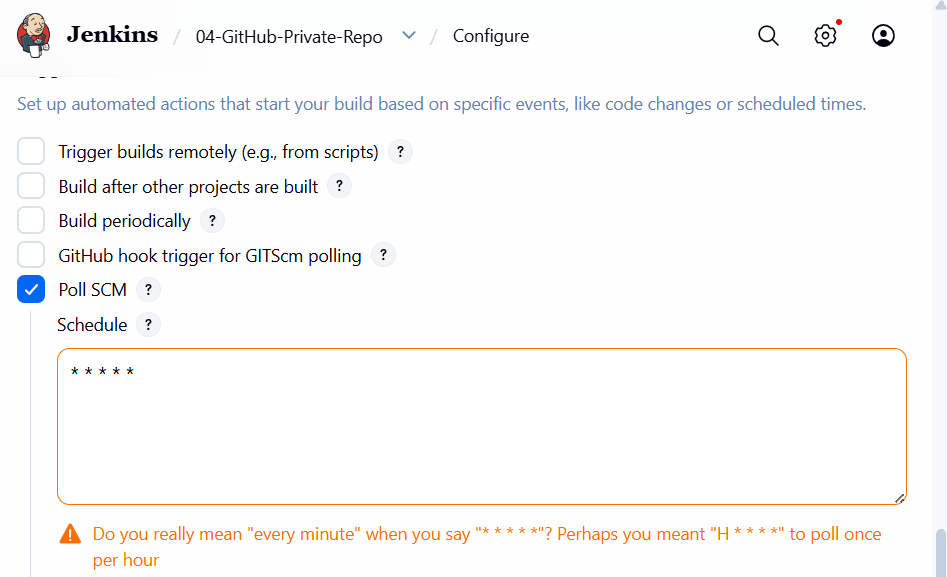 Jenkins / 04-GitHub-Private-Repo / Configure
Set up automated actions that start your build based on specific events, like code changes or scheduled times.
Trigger builds remotely (e.g., from scripts) ?
Build after other projects are built ?
Build periodically ?
GitHub hook trigger for GITScm polling ?
Poll SCM ?
Schedule ?
* * * * *
Do you really mean "every minute" when you say "* * * * *"? Perhaps you meant "H * * * *" to poll once
per hour